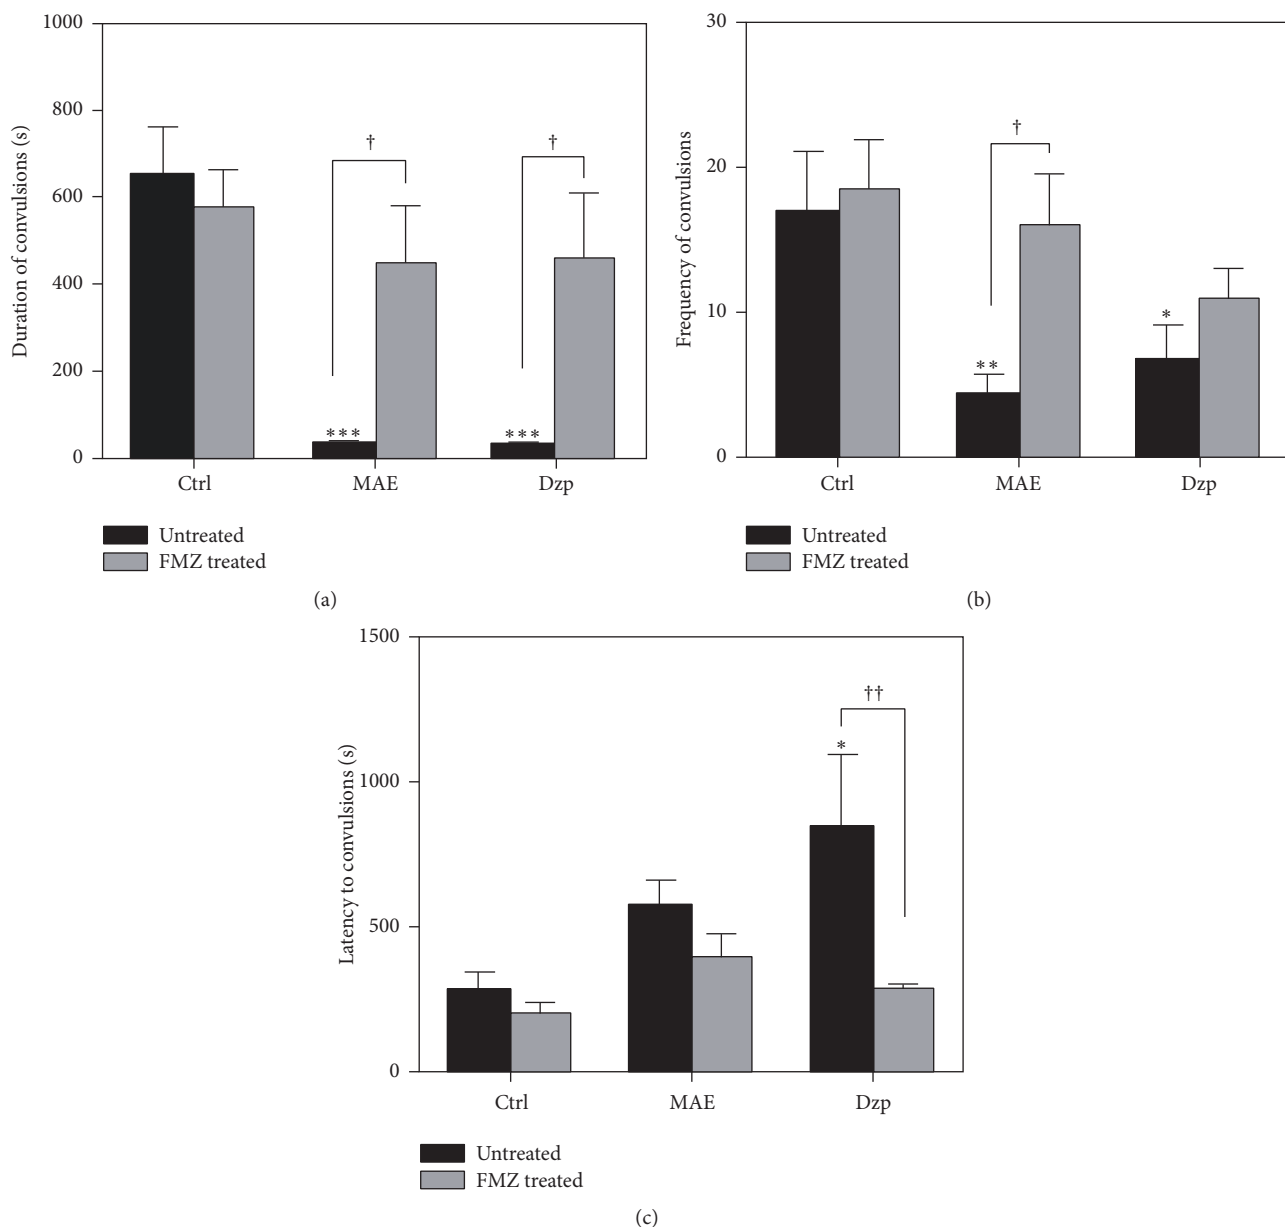 1000
800
600
400
200
0
Duration of convulsions (s)
†
†
***
***
Ctrl
MAE
Dzp
Untreated
FMZ treated
(a)
30
20
10
0
Frequency of convulsions
†
**
*
Ctrl
MAE
Dzp
Untreated
FMZ treated
(b)
1500
1000
500
0
Latency to convulsions (s)
††
*
Ctrl
MAE
Dzp
Untreated
FMZ treated
(c)